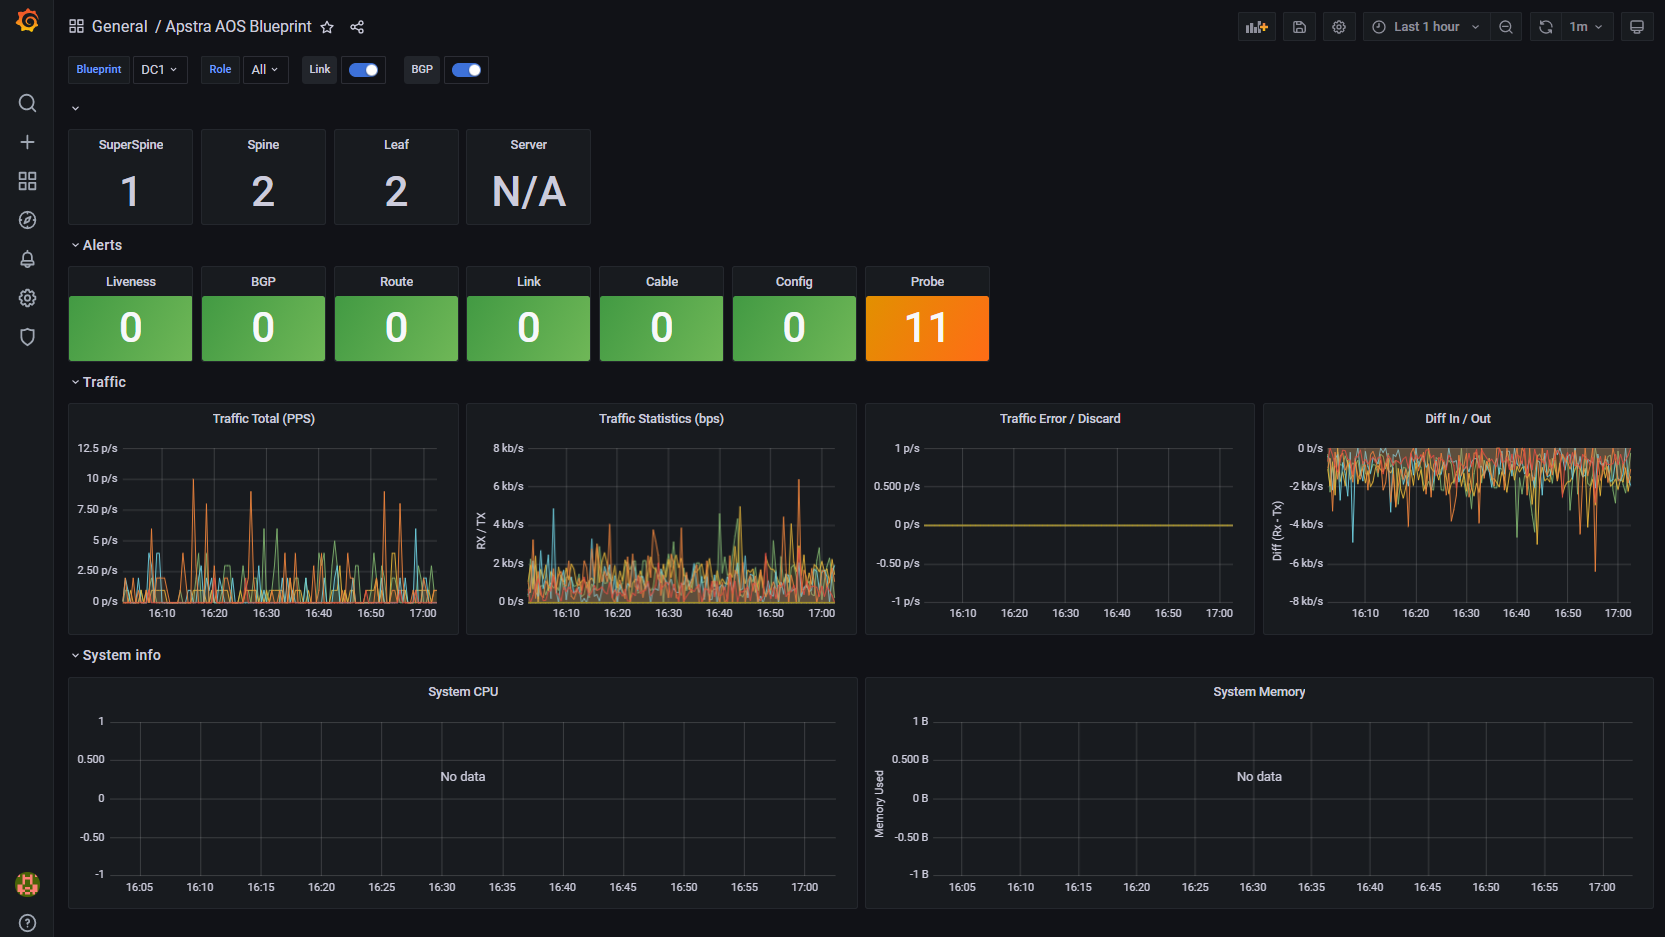 General / Apstra AOS Blueprint
Last 1 hour
1m
Blueprint DC1 Role All Link BGP
SuperSpine Spine Leaf Server
1 2 2 N/A
Alerts
Liveness BGP Route Link Cable Config Probe
0 0 0 0 0 0 11
Traffic
Traffic Total (PPS)
12.5 p/s
10 p/s
7.50 p/s
5 p/s
2.50 p/s
0 p/s
16:10 16:20 16:30 16:40 16:50 17:00
Traffic Statistics (bps)
RX / TX
8 kb/s
6 kb/s
4 kb/s
2 kb/s
0 b/s
16:10 16:20 16:30 16:40 16:50 17:00
Traffic Error / Discard
1 p/s
0.500 p/s
0 p/s
-0.50 p/s
-1 p/s
16:10 16:20 16:30 16:40 16:50 17:00
Diff In / Out
Diff (Rx - Tx)
0 b/s
-2 kb/s
-4 kb/s
-6 kb/s
-8 kb/s
16:10 16:20 16:30 16:40 16:50 17:00
System info
System CPU
1
0.500
0
-0.50
-1
No data
16:05 16:10 16:15 16:20 16:25 16:30 16:35 16:40 16:45 16:50 16:55 17:00
System Memory
Memory Used
1 B
0.500 B
0 B
-0.50 B
-1 B
No data
16:05 16:10 16:15 16:20 16:25 16:30 16:35 16:40 16:45 16:50 16:55 17:00